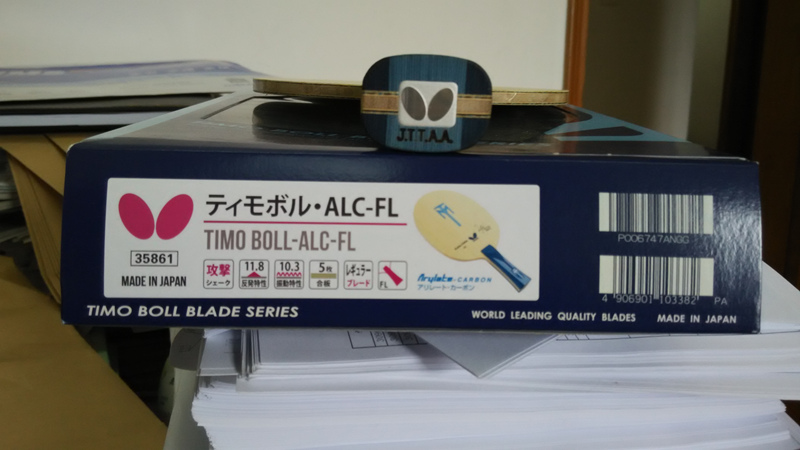 J.T.T.A.A.
ティモボル・ALC-FL
TIMO BOLL-ALC-FL
35861
MADE IN JAPAN
攻撃
シェーク
11.8
反発特性
10.3
振動特性
5枚
合板
レギュラー
ブレード
FL
Arylate-CARBON
アリレート・カーボン
P006747ANGG
4 906901 103382 PA
TIMO BOLL BLADE SERIES
WORLD LEADING QUALITY BLADES MADE IN JAPAN